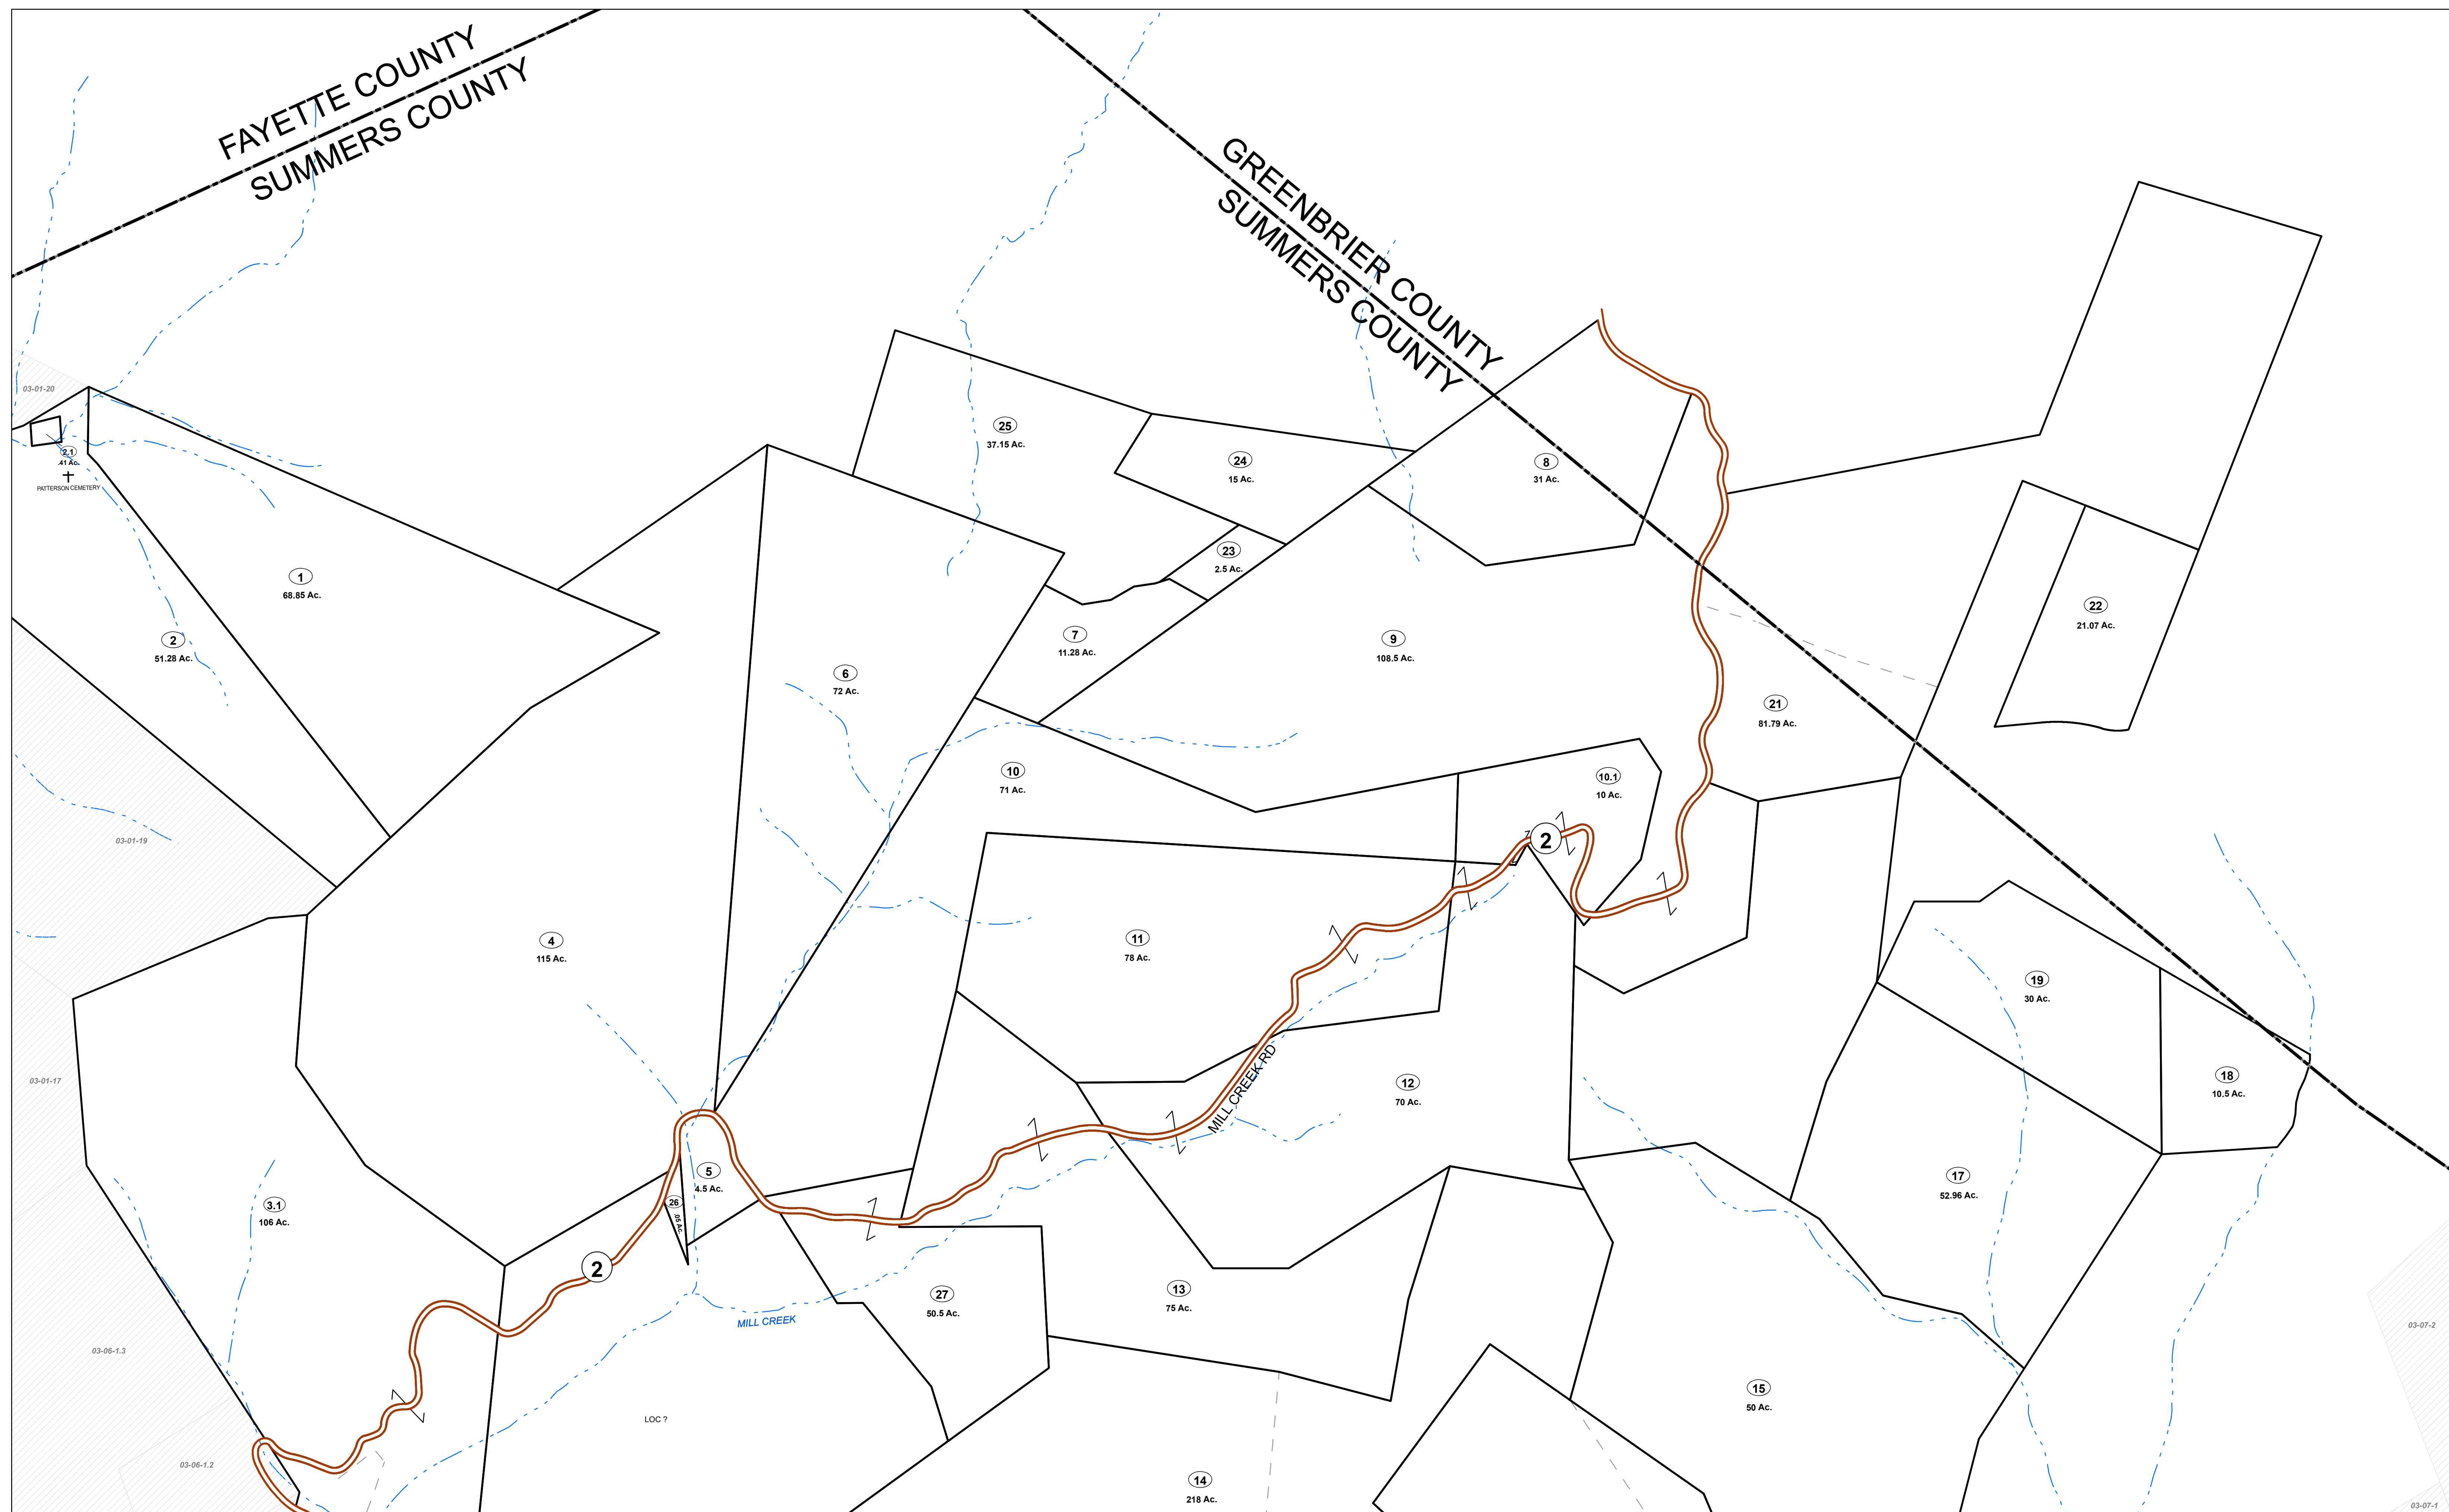 FAYETTE COUNTY
SUMMERS COUNTY
GREENBRIER COUNTY
SUMMERS COUNTY
03-01-20
2.1
.41 Ac.
PATTERSON CEMETERY
25
37.15 Ac.
24
15 Ac.
8
31 Ac.
23
2.5 Ac.
1
68.85 Ac.
2
51.28 Ac.
7
11.28 Ac.
9
108.5 Ac.
22
21.07 Ac.
6
72 Ac.
21
81.79 Ac.
10
71 Ac.
10.1
10 Ac.
03-01-19
2
4
115 Ac.
11
78 Ac.
19
30 Ac.
03-01-17
MILL CREEK RD
12
70 Ac.
18
10.5 Ac.
5
4.5 Ac.
26
.05 Ac.
17
52.96 Ac.
3.1
106 Ac.
2
27
50.5 Ac.
13
75 Ac.
MILL CREEK
03-07-2
03-06-1.3
15
50 Ac.
LOC ?
03-06-1.2
14
218 Ac.
03-07-1